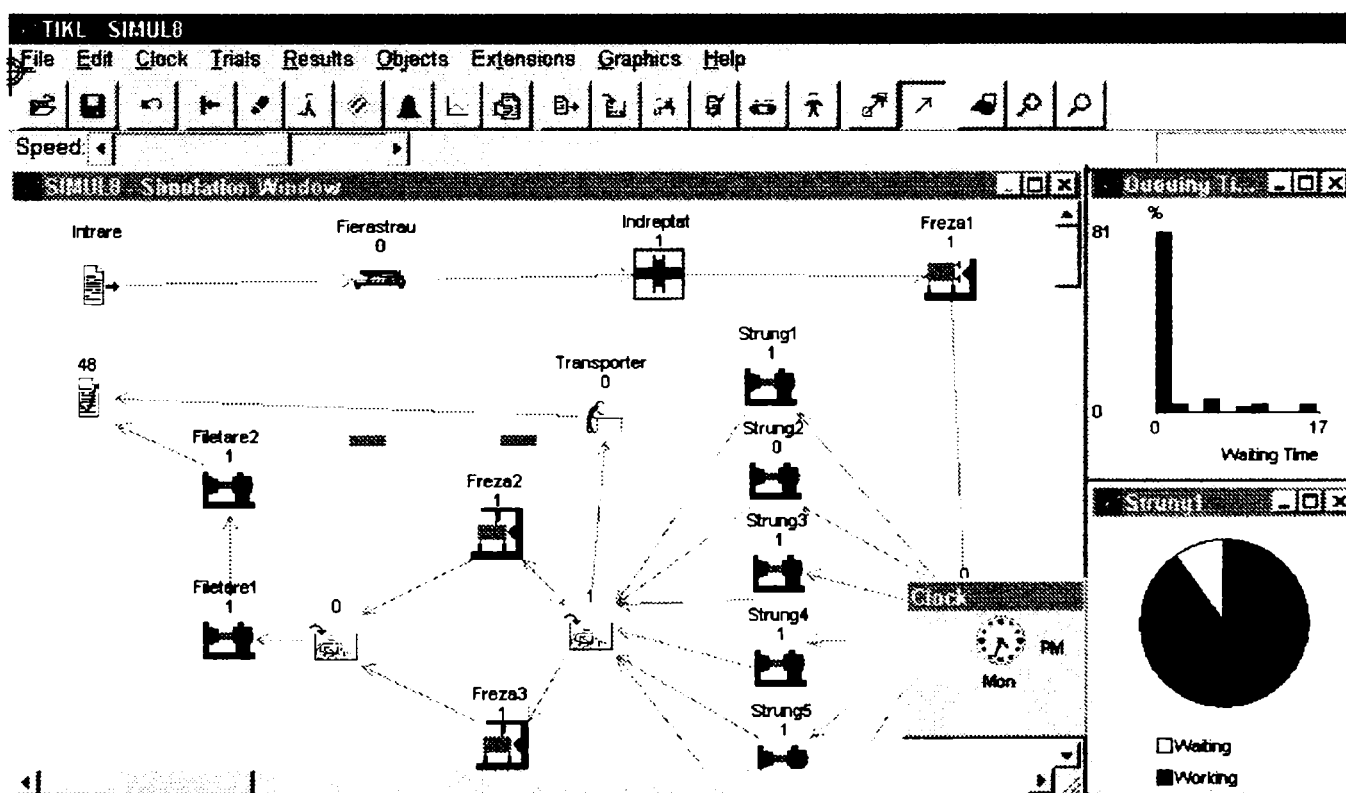 TIKL SIMUL8
File Edit Clock Trials Results Objects Extensions Graphics Help
Speed:
SIMUL8 - Simulation Window
Intrare
Fierastrau
0
Indreptat
1
Freza1
1
48
Transporter
0
Strung1
1
Strung2
0
Strung3
1
Strung4
1
Strung5
1
Filetare2
1
Freza2
1
Filetare1
1
0
1
Freza3
1
0
Clock
PM
Mon
Queuing Ti...
%
81
0
0 17
Waiting Time
Strung1
Waiting
Working